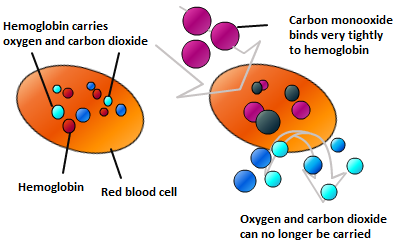 Hemoglobin carries
oxygen and carbon dioxide
Carbon monooxide
binds very tightly
to hemoglobin
Hemoglobin
Red blood cell
Oxygen and carbon dioxide
can no longer be carried